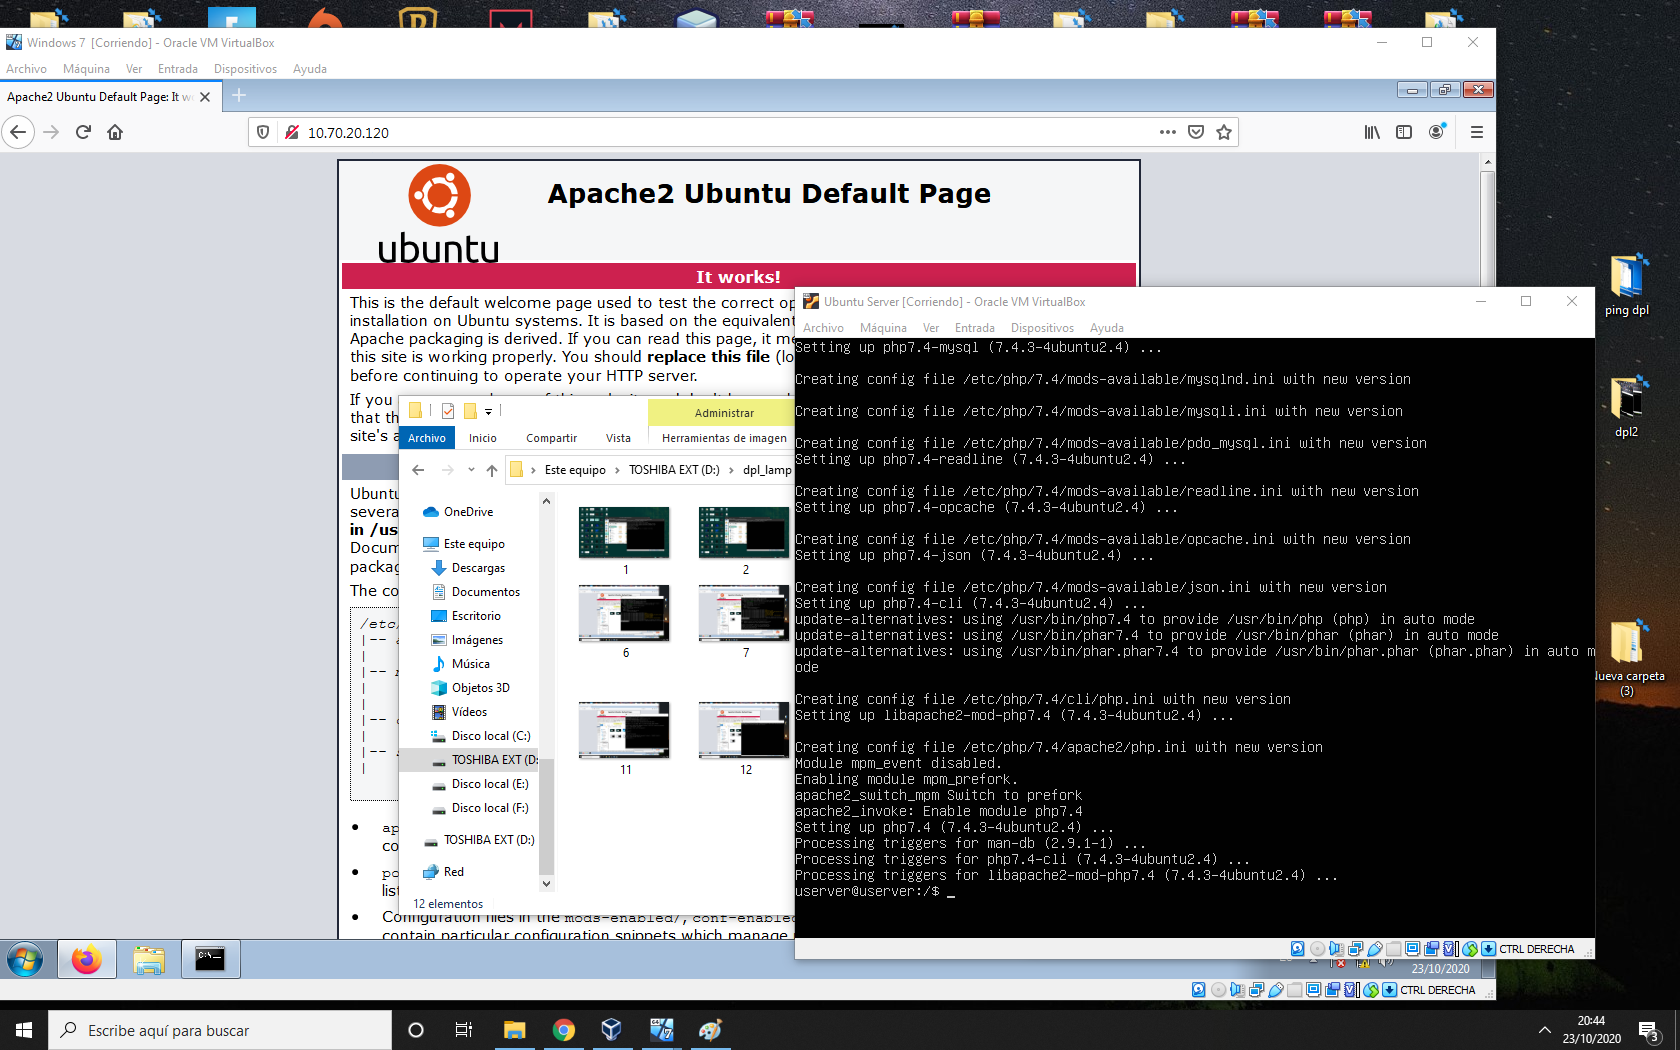 Windows 7 [Corriendo] - Oracle VM VirtualBox
Archivo Máquina Ver Entrada Dispositivos Ayuda
Apache2 Ubuntu Default Page: It w
10.70.20.120
ubuntu
Apache2 Ubuntu Default Page
It works!
This is the default welcome page used to test the correct op
installation on Ubuntu systems. It is based on the equivalent
Apache packaging is derived. If you can read this page, it me
this site is working properly. You should replace this file (lo
before continuing to operate your HTTP server.
If you
that th
site's a
Ubuntu
severa
in /us
Docum
packag
The co
/etc/
|--
|
|--
|
|--
|
|--
|
ap
co
po
list
Configuration files in the mods-enabled/, conf-enabled
contain particular configuration snippets which manage
Administrar
Archivo Inicio Compartir Vista Herramientas de imagen
Este equipo › TOSHIBA EXT (D:) › dpl_lamp
OneDrive
Este equipo
Descargas
Documentos
Escritorio
Imágenes
Música
Objetos 3D
Vídeos
Disco local (C:)
TOSHIBA EXT (D:
Disco local (E:)
Disco local (F:)
TOSHIBA EXT (D:)
Red
1 2
6 7
11 12
12 elementos
Ubuntu Server [Corriendo] - Oracle VM VirtualBox
Archivo Máquina Ver Entrada Dispositivos Ayuda
Setting up php7.4-mysql (7.4.3-4ubuntu2.4) ...
Creating config file /etc/php/7.4/mods-available/mysqlnd.ini with new version
Creating config file /etc/php/7.4/mods-available/mysqli.ini with new version
Creating config file /etc/php/7.4/mods-available/pdo_mysql.ini with new version
Setting up php7.4-readline (7.4.3-4ubuntu2.4) ...
Creating config file /etc/php/7.4/mods-available/readline.ini with new version
Setting up php7.4-opcache (7.4.3-4ubuntu2.4) ...
Creating config file /etc/php/7.4/mods-available/opcache.ini with new version
Setting up php7.4-json (7.4.3-4ubuntu2.4) ...
Creating config file /etc/php/7.4/mods-available/json.ini with new version
Setting up php7.4-cli (7.4.3-4ubuntu2.4) ...
update-alternatives: using /usr/bin/php7.4 to provide /usr/bin/php (php) in auto mode
update-alternatives: using /usr/bin/phar7.4 to provide /usr/bin/phar (phar) in auto mode
update-alternatives: using /usr/bin/phar.phar7.4 to provide /usr/bin/phar.phar (phar.phar) in auto m
ode
Creating config file /etc/php/7.4/cli/php.ini with new version
Setting up libapache2-mod-php7.4 (7.4.3-4ubuntu2.4) ...
Creating config file /etc/php/7.4/apache2/php.ini with new version
Module mpm_event disabled.
Enabling module mpm_prefork.
apache2_switch_mpm Switch to prefork
apache2_invoke: Enable module php7.4
Setting up php7.4 (7.4.3-4ubuntu2.4) ...
Processing triggers for man-db (2.9.1-1) ...
Processing triggers for php7.4-cli (7.4.3-4ubuntu2.4) ...
Processing triggers for libapache2-mod-php7.4 (7.4.3-4ubuntu2.4) ...
userver@userver:/$ _
CTRL DERECHA
23/10/2020
CTRL DERECHA
ping dpl
dpl2
Nueva carpeta
(3)
Escribe aquí para buscar
20:44
23/10/2020
3